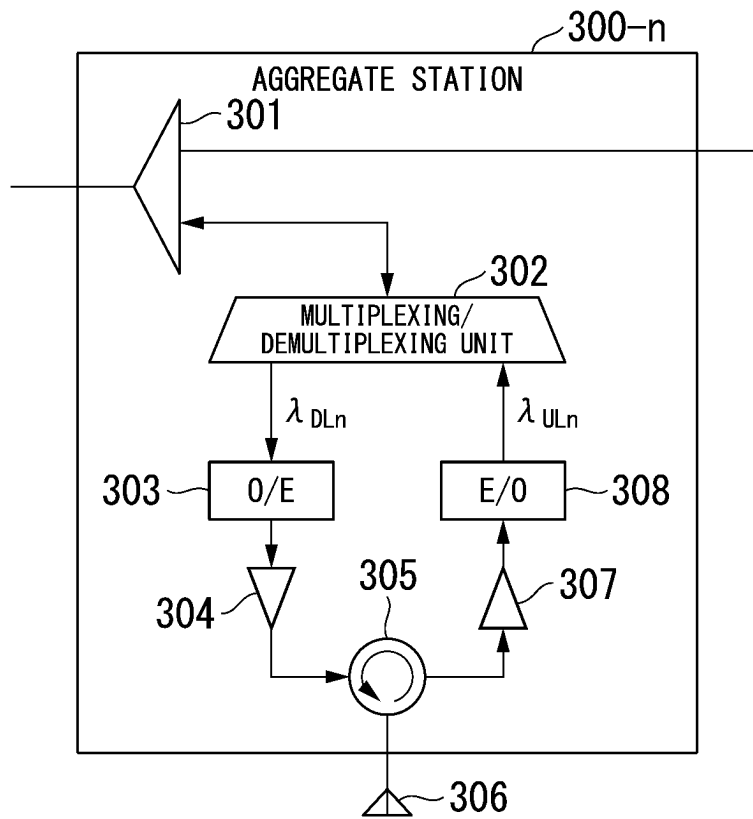 300-n
AGGREGATE STATION
301
302
MULTIPLEXING/
DEMULTIPLEXING UNIT
λDLn
λULn
303
O/E
E/O
308
304
305
307
306